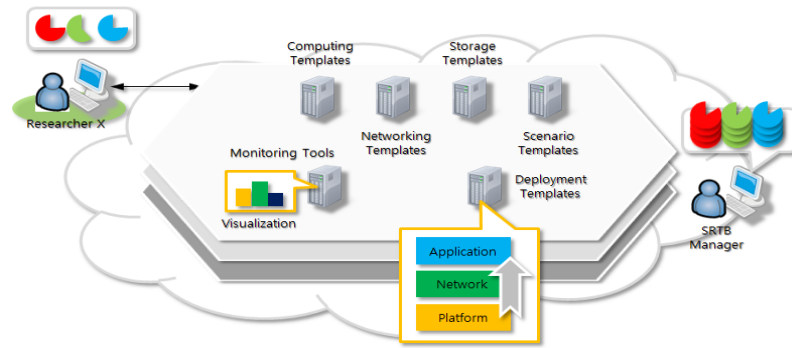 Computing
Templates
Storage
Templates
Researcher X
Networking
Templates
Scenario
Templates
Monitoring Tools
Deployment
Templates
Visualization
SRTB
Manager
Application
Network
Platform